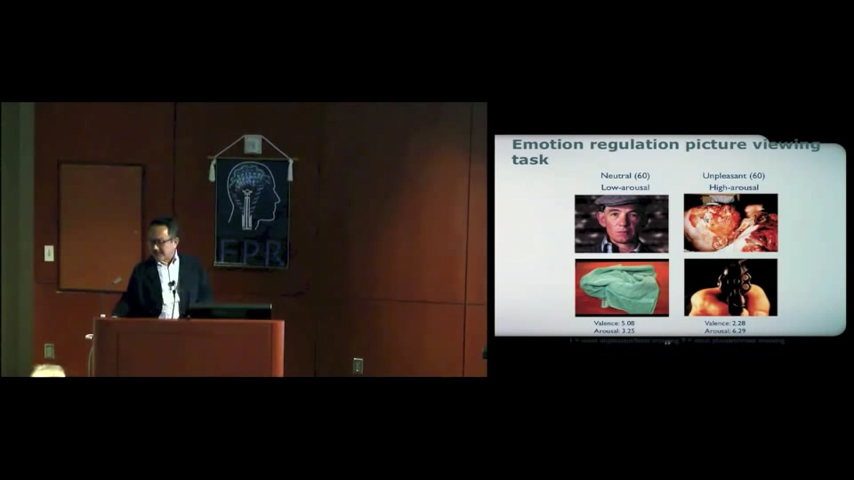 FPR
Emotion regulation picture viewing
task
Neutral (60)
Low-arousal
Unpleasant (60)
High-arousal
Valence: 5.08
Arousal: 3.25
Valence: 2.28
Arousal: 6.29